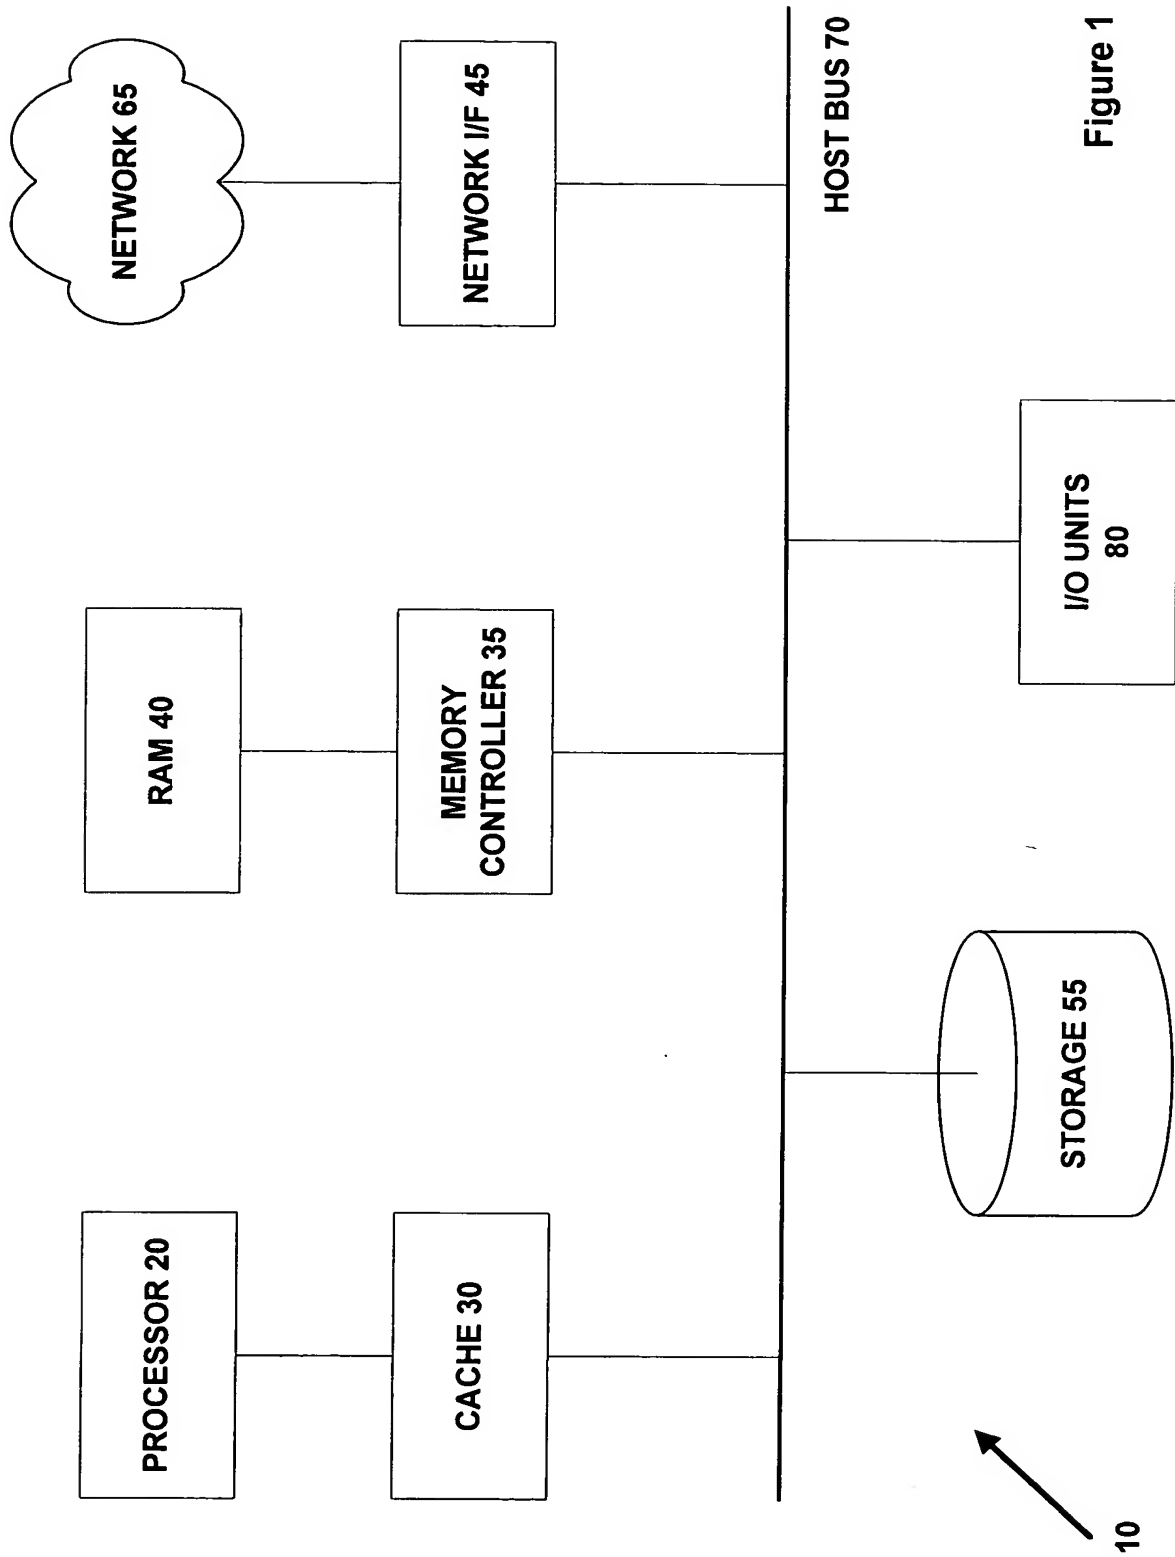 PROCESSOR 20
RAM 40
NETWORK 65
CACHE 30
MEMORY
CONTROLLER 35
NETWORK I/F 45
HOST BUS 70
STORAGE 55
I/O UNITS
80
10
Figure 1